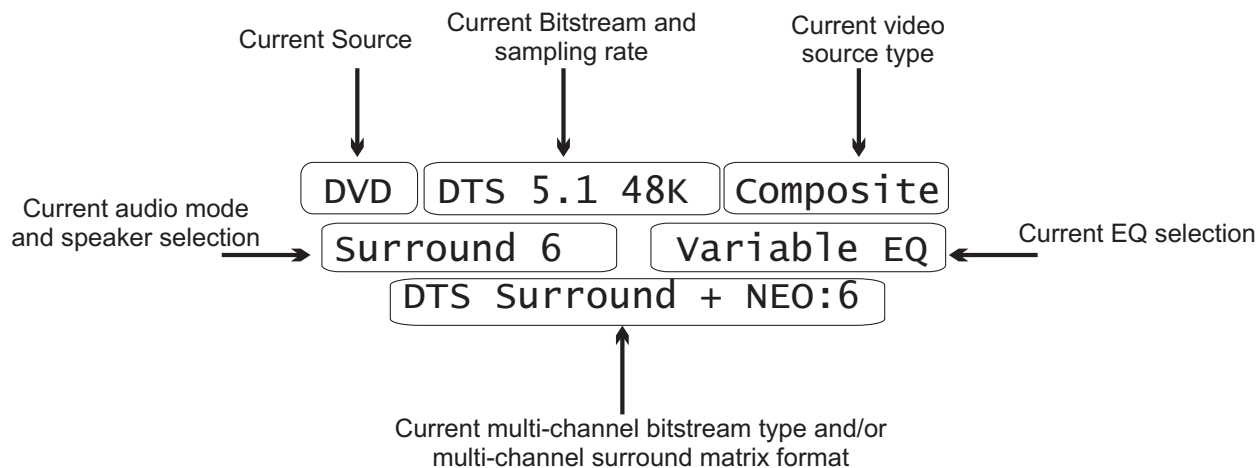 Current Source
Current Bitstream and
sampling rate
Current video
source type
DVD
DTS 5.1 48K
Composite
Current audio mode
and speaker selection
Surround 6
Variable EQ
Current EQ selection
DTS Surround + NEO:6
Current multi-channel bitstream type and/or
multi-channel surround matrix format